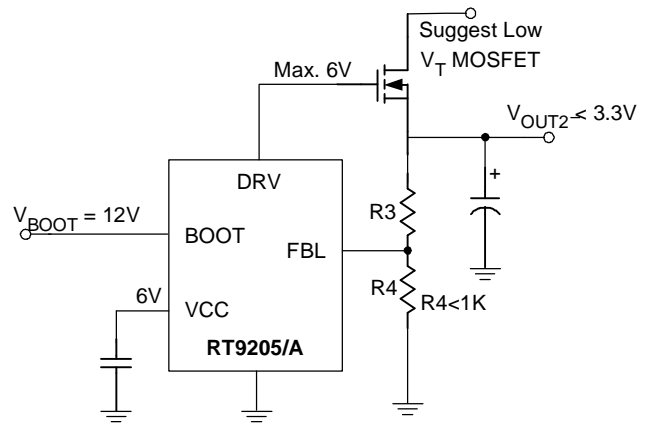 Suggest Low
V_T MOSFET
Max. 6V
V_OUT2 < 3.3V
DRV
+
R3
V_BOOT = 12V
BOOT
FBL
6V
VCC
R4
R4<1K
RT9205/A